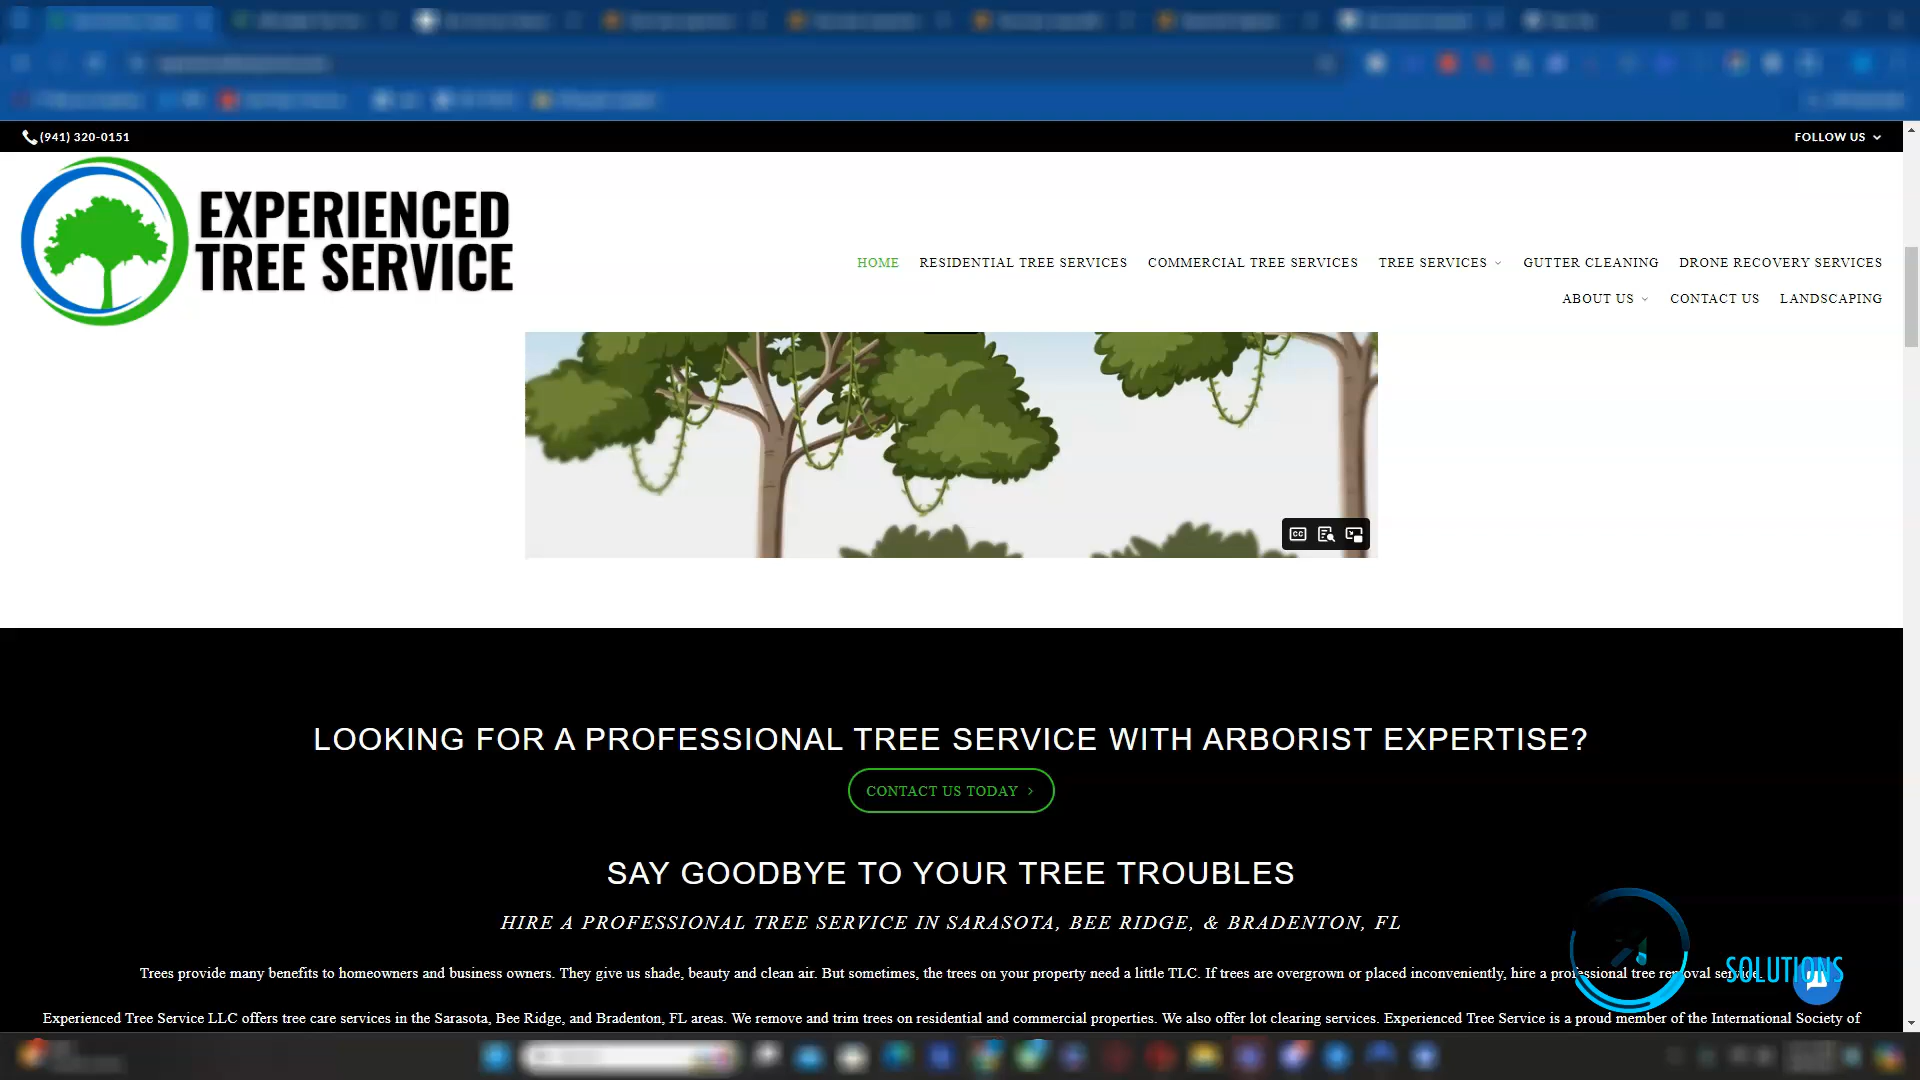 (941) 320-0151
FOLLOW US
EXPERIENCED
TREE SERVICE
HOME RESIDENTIAL TREE SERVICES COMMERCIAL TREE SERVICES TREE SERVICES GUTTER CLEANING DRONE RECOVERY SERVICES
ABOUT US CONTACT US LANDSCAPING
CC
LOOKING FOR A PROFESSIONAL TREE SERVICE WITH ARBORIST EXPERTISE?
CONTACT US TODAY
SAY GOODBYE TO YOUR TREE TROUBLES
HIRE A PROFESSIONAL TREE SERVICE IN SARASOTA, BEE RIDGE, & BRADENTON, FL
Trees provide many benefits to homeowners and business owners. They give us shade, beauty and clean air. But sometimes, the trees on your property need a little TLC. If trees are overgrown or placed inconveniently, hire a professional tree removal service.
SOLUTIONS
Experienced Tree Service LLC offers tree care services in the Sarasota, Bee Ridge, and Bradenton, FL areas. We remove and trim trees on residential and commercial properties. We also offer lot clearing services. Experienced Tree Service is a proud member of the International Society of